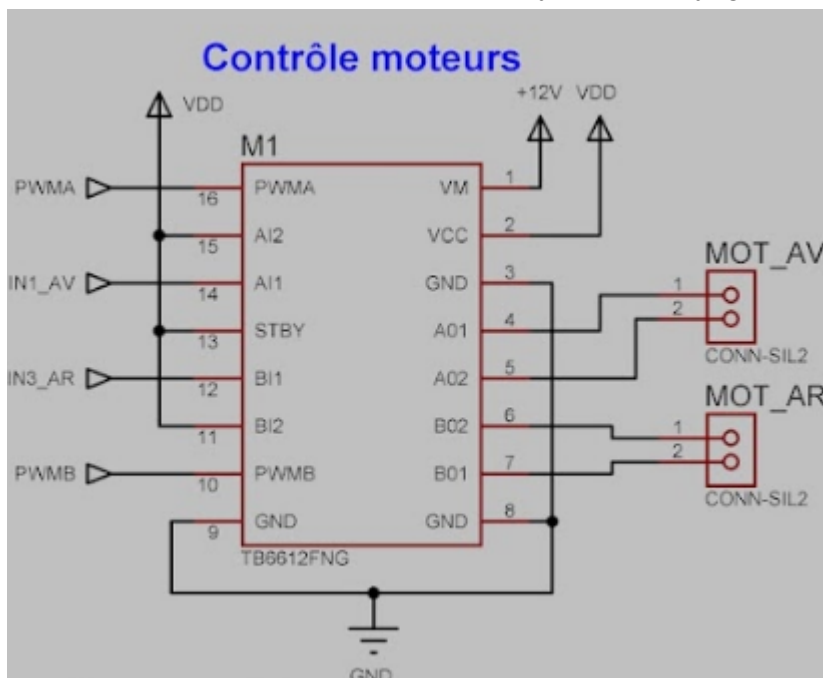 Contrôle moteurs
VDD
+12V VDD
M1
PWMA
16
PWMA
VM
1
15
AI2
VCC
2
IN1_AV
14
AI1
GND
3
13
STBY
A01
4
IN3_AR
12
BI1
A02
5
11
BI2
B02
6
PWMB
10
PWMB
B01
7
9
GND
GND
8
TB6612FNG
MOT_AV
1
2
CONN-SIL2
MOT_AR
1
2
CONN-SIL2
GND